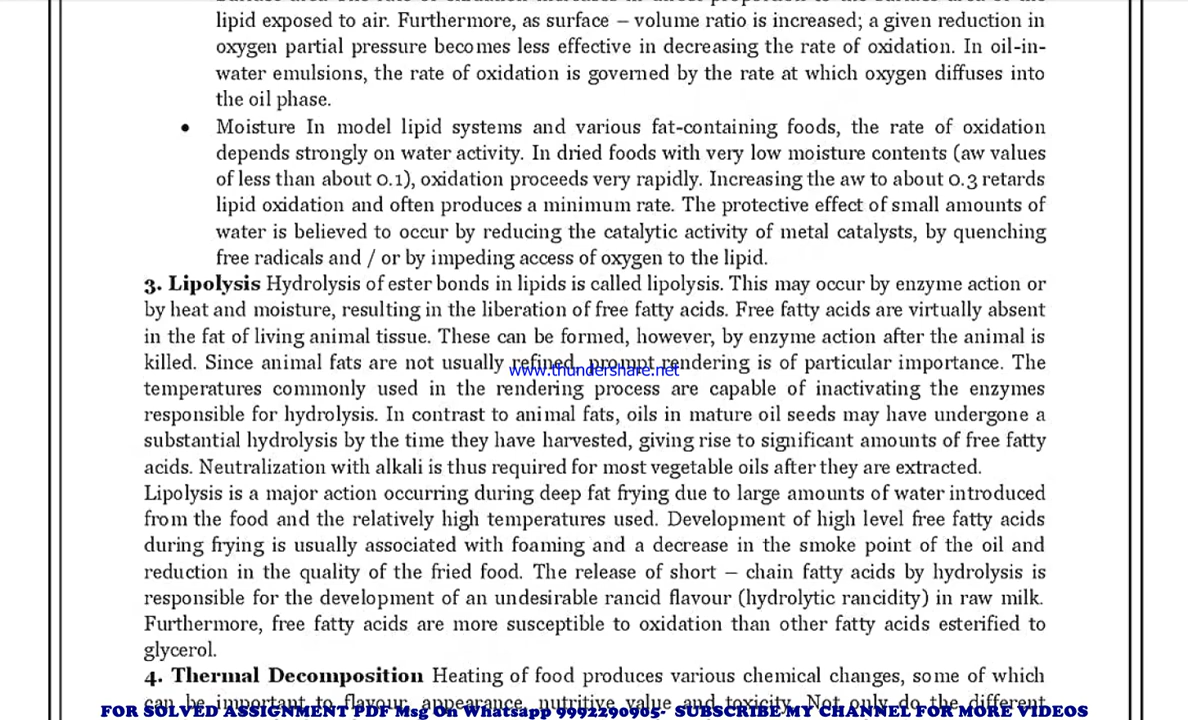 lipid exposed to air. Furthermore, as surface – volume ratio is increased; a given reduction in
oxygen partial pressure becomes less effective in decreasing the rate of oxidation. In oil-in-
water emulsions, the rate of oxidation is governed by the rate at which oxygen diffuses into
the oil phase.
• Moisture In model lipid systems and various fat-containing foods, the rate of oxidation
depends strongly on water activity. In dried foods with very low moisture contents (aw values
of less than about 0.1), oxidation proceeds very rapidly. Increasing the aw to about 0.3 retards
lipid oxidation and often produces a minimum rate. The protective effect of small amounts of
water is believed to occur by reducing the catalytic activity of metal catalysts, by quenching
free radicals and / or by impeding access of oxygen to the lipid.
3. Lipolysis Hydrolysis of ester bonds in lipids is called lipolysis. This may occur by enzyme action or
by heat and moisture, resulting in the liberation of free fatty acids. Free fatty acids are virtually absent
in the fat of living animal tissue. These can be formed, however, by enzyme action after the animal is
killed. Since animal fats are not usually refined, prompt rendering is of particular importance. The
www.thundershare.net
temperatures commonly used in the rendering process are capable of inactivating the enzymes
responsible for hydrolysis. In contrast to animal fats, oils in mature oil seeds may have undergone a
substantial hydrolysis by the time they have harvested, giving rise to significant amounts of free fatty
acids. Neutralization with alkali is thus required for most vegetable oils after they are extracted.
Lipolysis is a major action occurring during deep fat frying due to large amounts of water introduced
from the food and the relatively high temperatures used. Development of high level free fatty acids
during frying is usually associated with foaming and a decrease in the smoke point of the oil and
reduction in the quality of the fried food. The release of short – chain fatty acids by hydrolysis is
responsible for the development of an undesirable rancid flavour (hydrolytic rancidity) in raw milk.
Furthermore, free fatty acids are more susceptible to oxidation than other fatty acids esterified to
glycerol.
4. Thermal Decomposition Heating of food produces various chemical changes, some of which
can be important to flavour, appearance, nutritive value and toxicity. Not only do the different
FOR SOLVED ASSIGNMENT PDF Msg On Whatsapp 9992290905- SUBSCRIBE MY CHANNEL FOR MORE VIDEOS